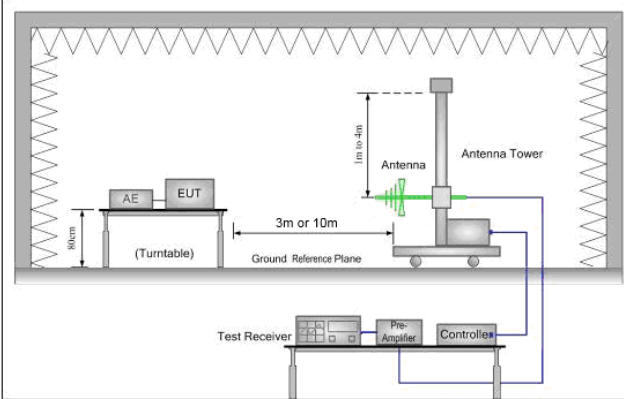 1m to 4m
Antenna
Antenna Tower
AE
EUT
80cm
3m or 10m
(Turntable)
Ground Reference Plane
Test Receiver
Pre-
Amplifier
Controlle